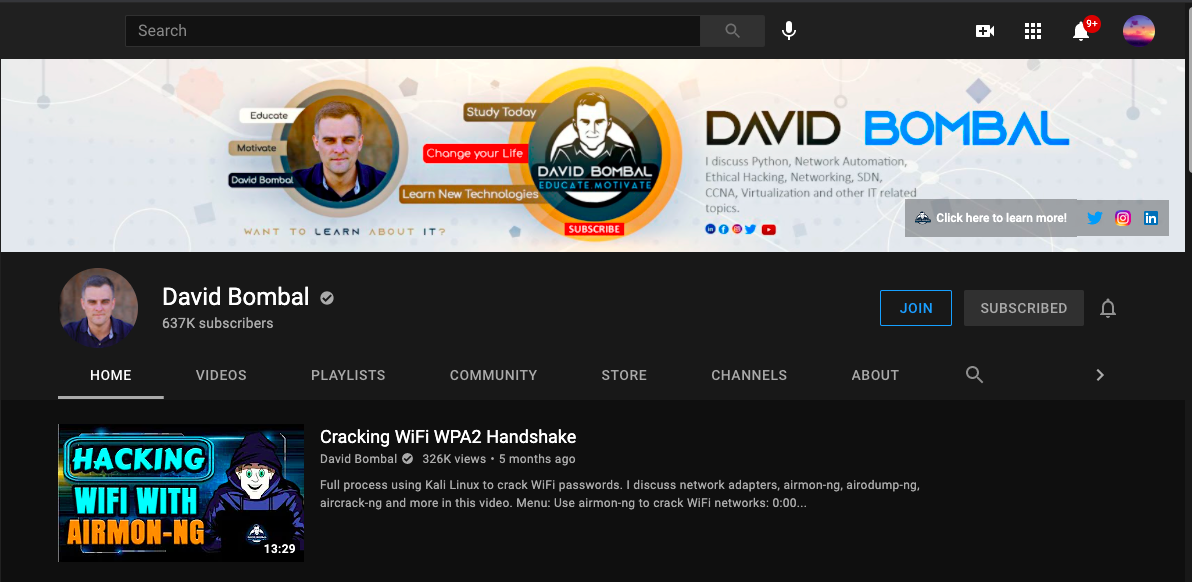 Search
9+
Educate
Motivate
David Bombal
WANT TO LEARN ABOUT IT?
Study Today
Change your Life
Learn New Technologies
DAVID BOMBAL
EDUCATE.MOTIVATE
SUBSCRIBE
DAVID BOMBAL
I discuss Python, Network Automation,
Ethical Hacking, Networking, SDN,
CCNA, Virtualization and other IT related
topics.
Click here to learn more!
David Bombal
637K subscribers
JOIN
SUBSCRIBED
HOME
VIDEOS
PLAYLISTS
COMMUNITY
STORE
CHANNELS
ABOUT
HACKING
WIFI WITH
AIRMON-NG
13:29
Cracking WiFi WPA2 Handshake
David Bombal 326K views • 5 months ago
Full process using Kali Linux to crack WiFi passwords. I discuss network adapters, airmon-ng, airodump-ng,
aircrack-ng and more in this video. Menu: Use airmon-ng to crack WiFi networks: 0:00...